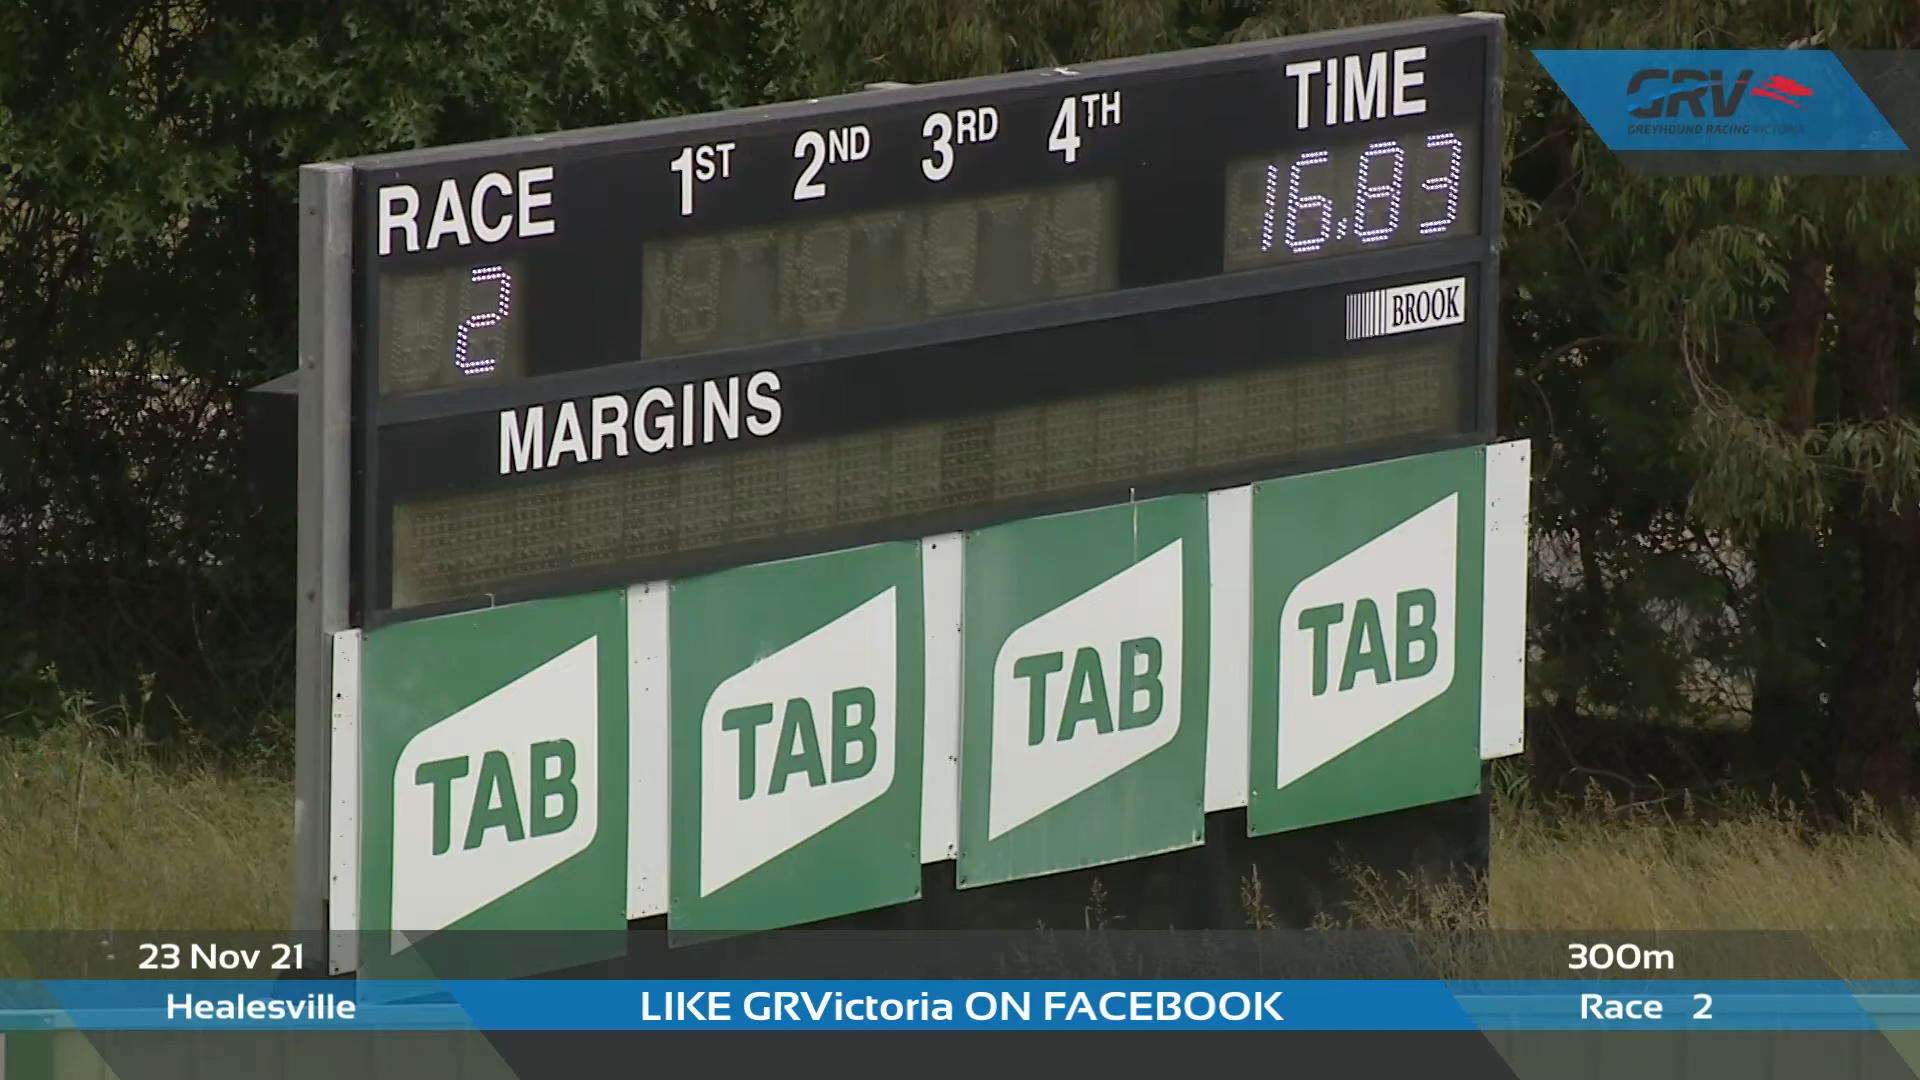 GRV
GREYHOUND RACING VICTORIA
RACE 1ST 2ND 3RD 4TH TIME
2 16.83
BROOK
MARGINS
TAB TAB TAB TAB
23 Nov 21 300m
Healesville LIKE GRVictoria ON FACEBOOK Race 2